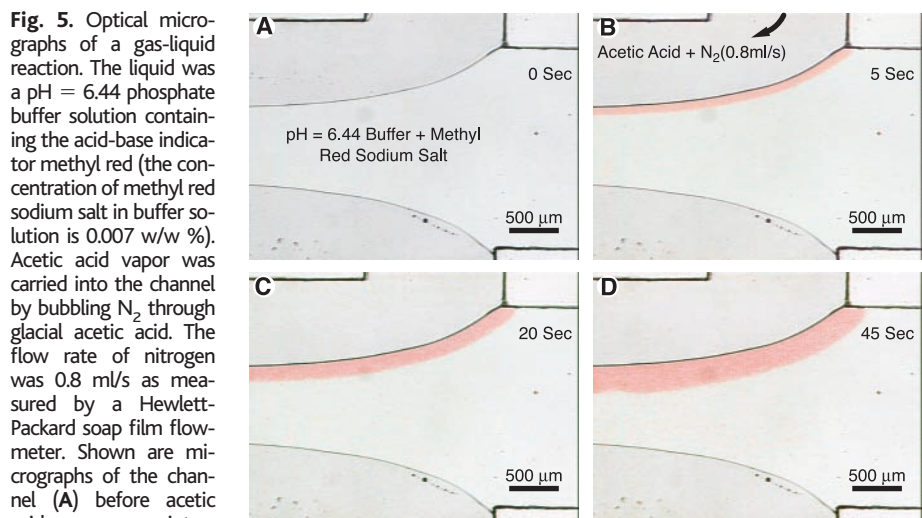 Fig. 5. Optical micro-
graphs of a gas-liquid
reaction. The liquid was
a pH = 6.44 phosphate
buffer solution contain-
ing the acid-base indica-
tor methyl red (the con-
centration of methyl red
sodium salt in buffer so-
lution is 0.007 w/w %).
Acetic acid vapor was
carried into the channel
by bubbling N₂ through
glacial acetic acid. The
flow rate of nitrogen
was 0.8 ml/s as mea-
sured by a Hewlett-
Packard soap film flow-
meter. Shown are mi-
crographs of the chan-
nel (A) before acetic
A
0 Sec
pH = 6.44 Buffer + Methyl
Red Sodium Salt
500 μm
B
Acetic Acid + N₂(0.8ml/s)
5 Sec
500 μm
C
20 Sec
500 μm
D
45 Sec
500 μm